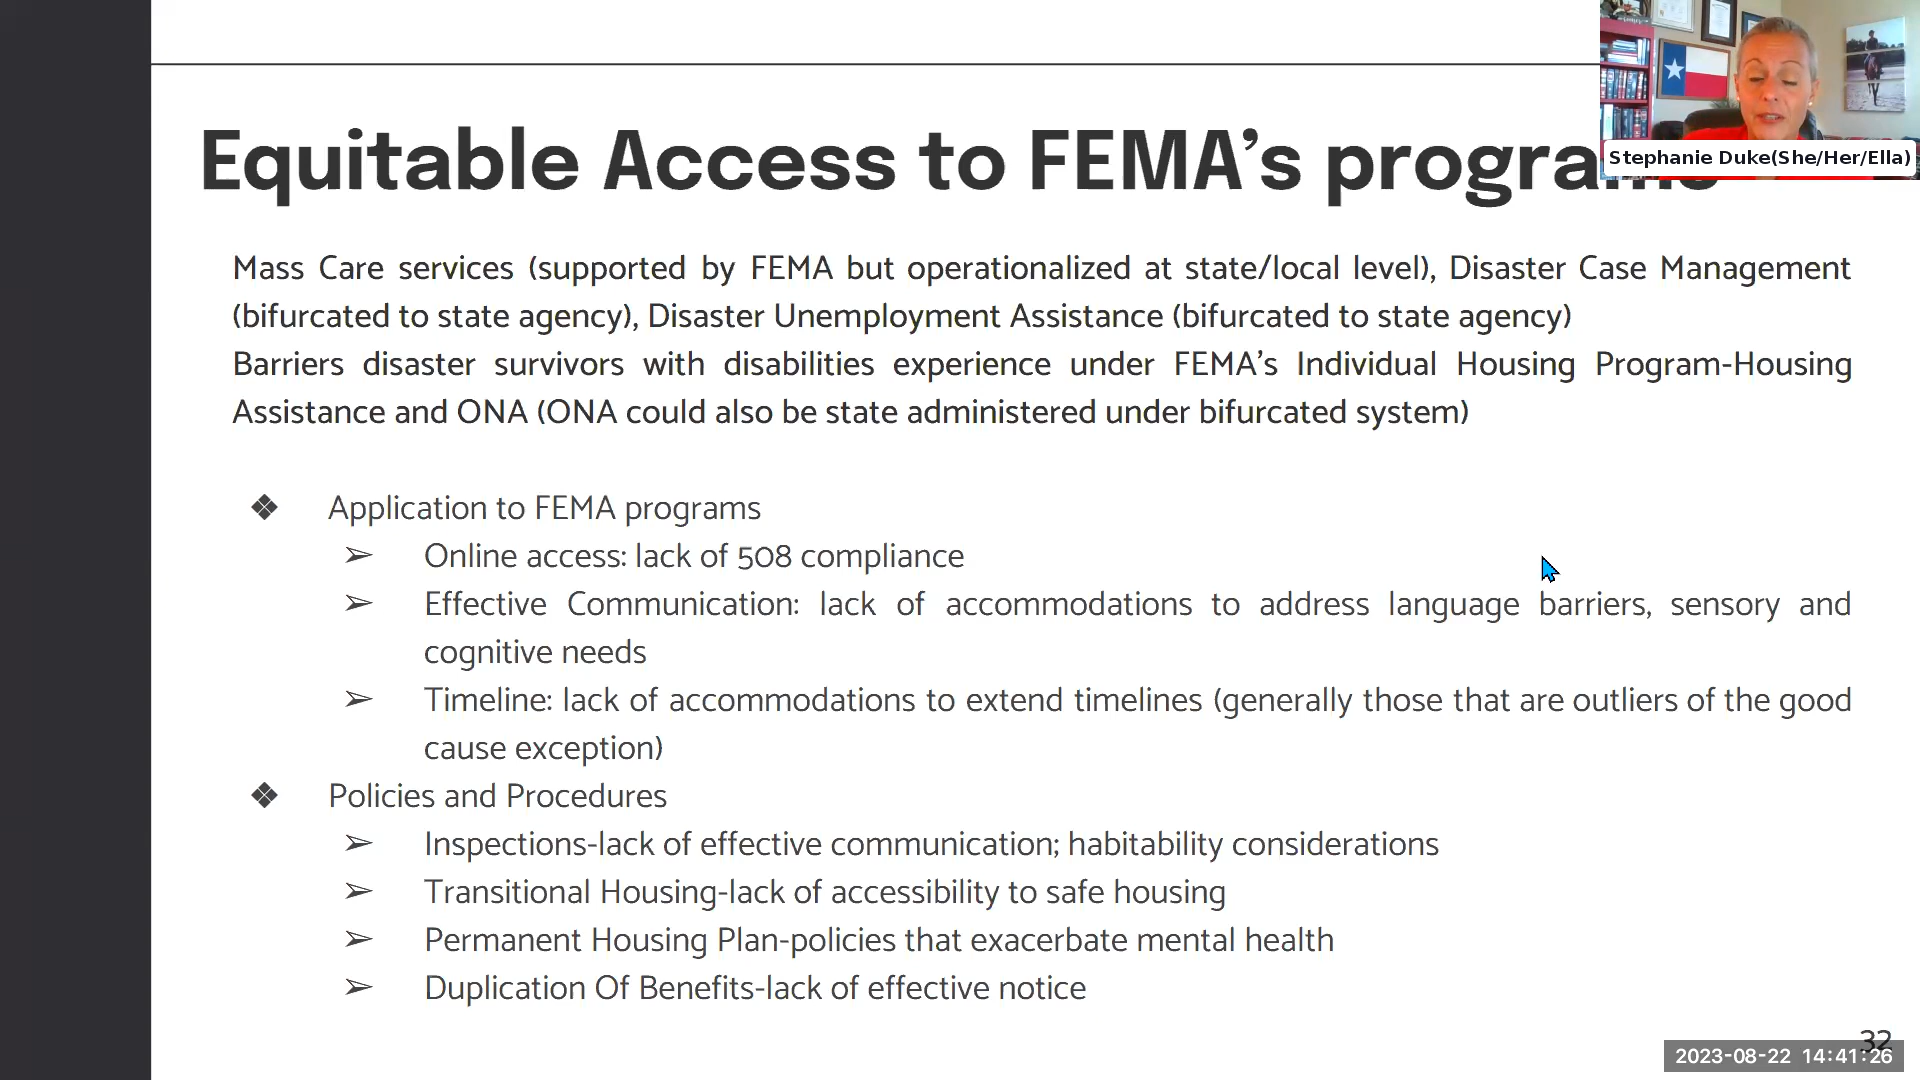 Equitable Access to FEMA's programs
Stephanie Duke(She/Her/Ella)
Mass Care services (supported by FEMA but operationalized at state/local level), Disaster Case Management
(bifurcated to state agency), Disaster Unemployment Assistance (bifurcated to state agency)
Barriers disaster survivors with disabilities experience under FEMA's Individual Housing Program-Housing
Assistance and ONA (ONA could also be state administered under bifurcated system)
❖ Application to FEMA programs
➢ Online access: lack of 508 compliance
➢ Effective Communication: lack of accommodations to address language barriers, sensory and
cognitive needs
➢ Timeline: lack of accommodations to extend timelines (generally those that are outliers of the good
cause exception)
❖ Policies and Procedures
➢ Inspections-lack of effective communication; habitability considerations
➢ Transitional Housing-lack of accessibility to safe housing
➢ Permanent Housing Plan-policies that exacerbate mental health
➢ Duplication Of Benefits-lack of effective notice
32
2023-08-22 14:41:26